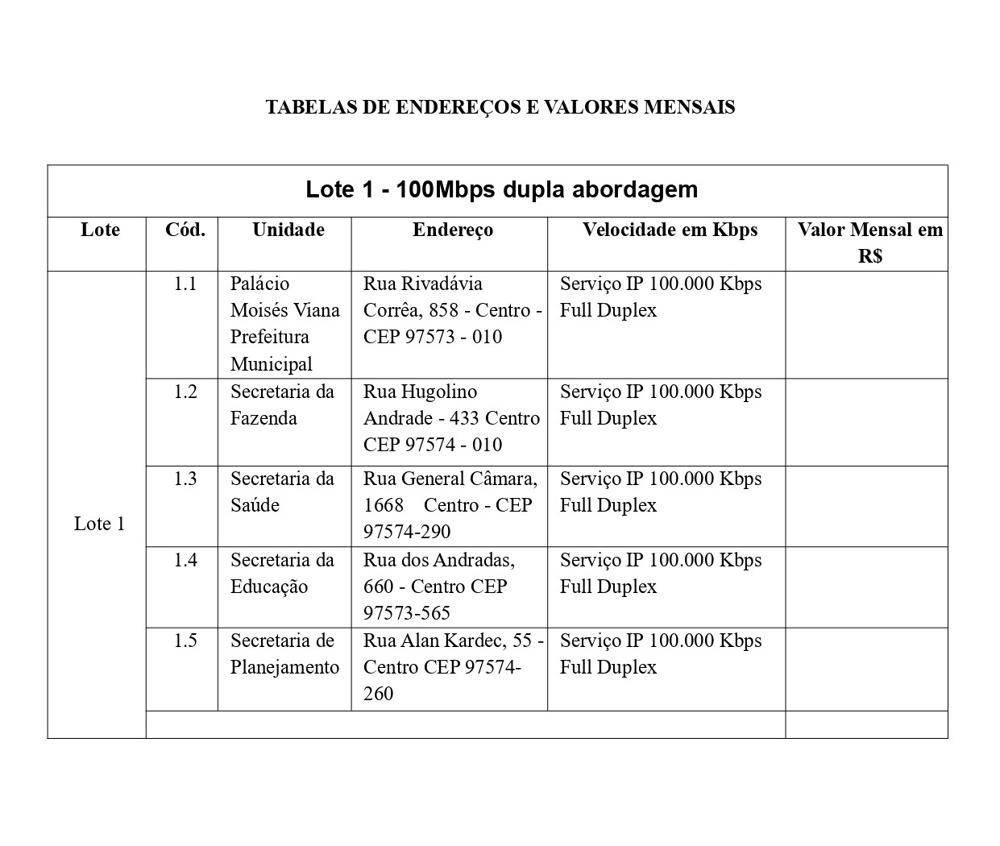 TABELAS DE ENDEREÇOS E VALORES MENSAIS
Lote 1 - 100Mbps dupla abordagem
Lote
Cód.
Unidade
Endereço
Velocidade em Kbps
Valor Mensal em
R$
Lote 1
1.1
Palácio
Moisés Viana
Prefeitura
Municipal
Rua Rivadávia
Corrêa, 858 - Centro -
CEP 97573 - 010
Serviço IP 100.000 Kbps
Full Duplex
1.2
Secretaria da
Fazenda
Rua Hugolino
Andrade - 433 Centro
CEP 97574 - 010
Serviço IP 100.000 Kbps
Full Duplex
1.3
Secretaria da
Saúde
Rua General Câmara,
1668 Centro - CEP
97574-290
Serviço IP 100.000 Kbps
Full Duplex
1.4
Secretaria da
Educação
Rua dos Andradas,
660 - Centro CEP
97573-565
Serviço IP 100.000 Kbps
Full Duplex
1.5
Secretaria de
Planejamento
Rua Alan Kardec, 55 -
Centro CEP 97574-
260
Serviço IP 100.000 Kbps
Full Duplex